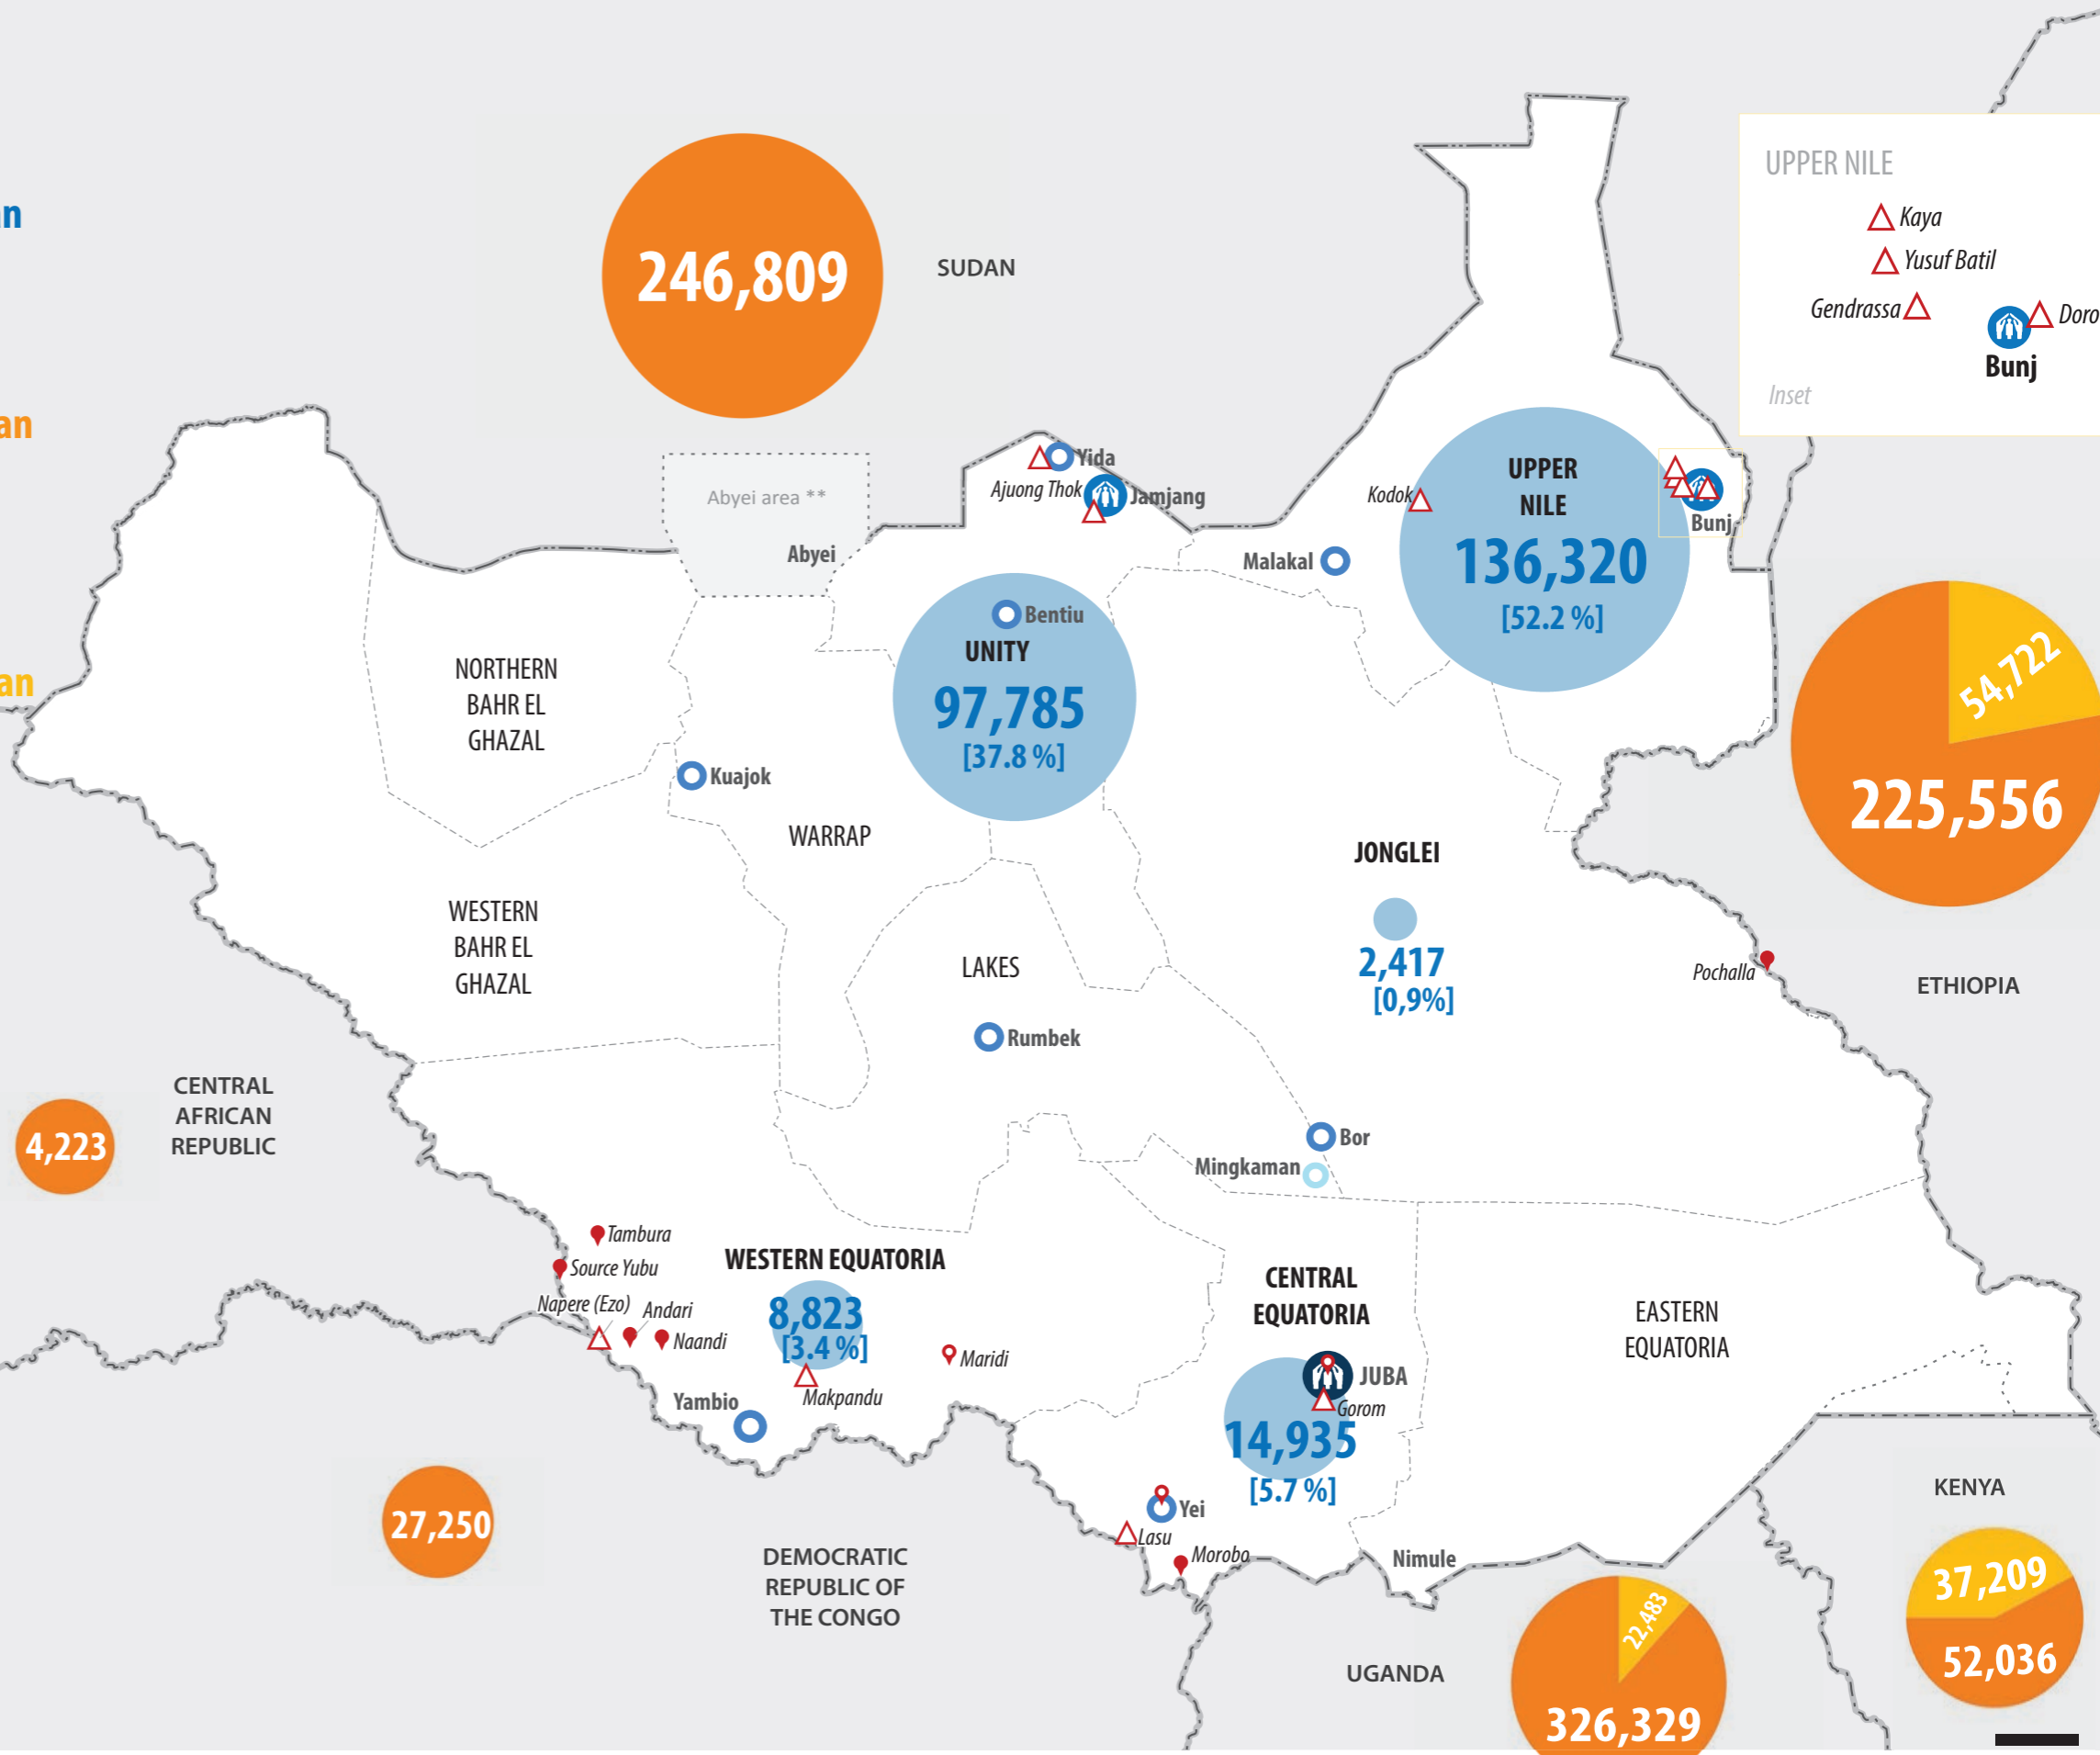 UPPER NILE
Kaya
Yusuf Batil
Gendrassa
Doro
Bunj
Inset
an
an
246,809
SUDAN
Yida
Ajuong Thok
Jamjang
Abyei area **
Abyei
Kodok
UPPER
NILE
136,320
[52.2 %]
Bunj
Malakal
Bentiu
UNITY
97,785
[37.8 %]
NORTHERN
BAHR EL
GHAZAL
Kuajok
WARRAP
54,722
225,556
JONGLEI
2,417
[0,9%]
WESTERN
BAHR EL
GHAZAL
LAKES
Rumbek
Pochalla
ETHIOPIA
CENTRAL
AFRICAN
REPUBLIC
4,223
Bor
Mingkaman
Tambura
Source Yubu
Napere (Ezo)
Andari
Naandi
WESTERN EQUATORIA
8,823
[3.4 %]
Makpandu
Maridi
Yambio
CENTRAL
EQUATORIA
JUBA
Gorom
14,935
[5.7 %]
EASTERN
EQUATORIA
Yei
Lasu
Morobo
Nimule
27,250
DEMOCRATIC
REPUBLIC OF
THE CONGO
UGANDA
22,483
326,329
KENYA
37,209
52,036